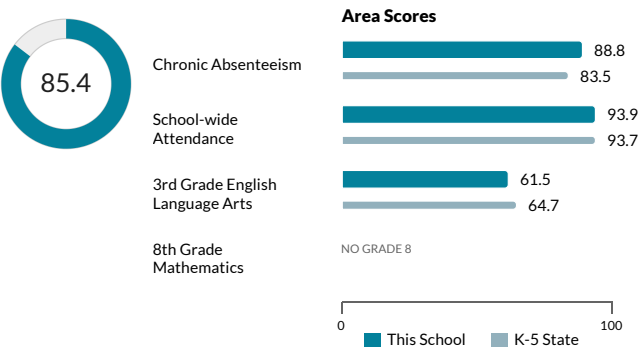 Area Scores
85.4
Chronic Absenteeism
88.8
83.5
School-wide
Attendance
93.9
93.7
3rd Grade English
Language Arts
61.5
64.7
8th Grade
Mathematics
NO GRADE 8
0
100
This School
K-5 State